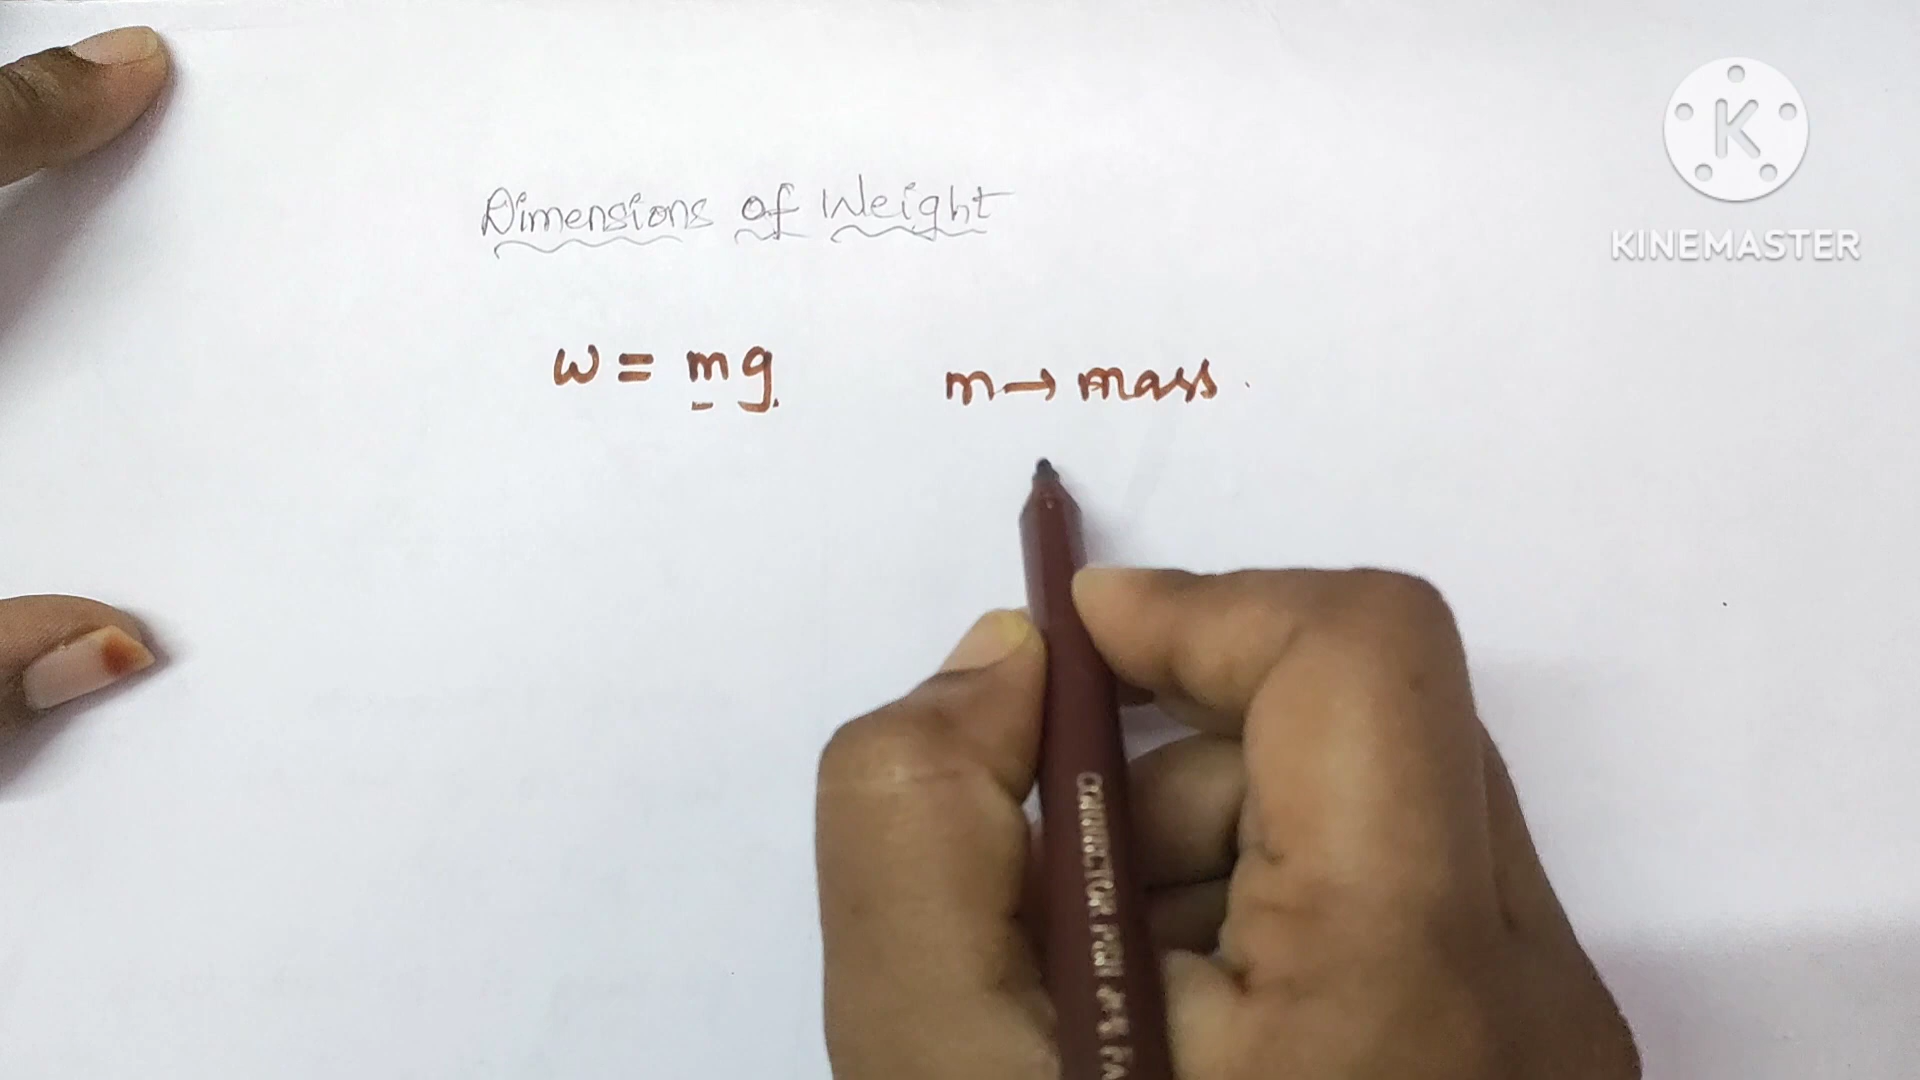 Dimensions of Weight
K
KINEMASTER
w = mg
m → mass.